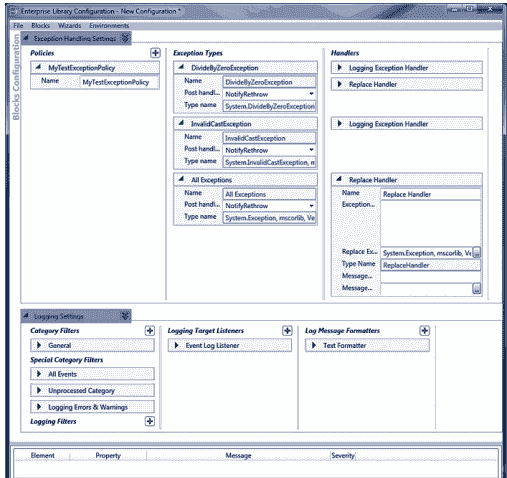 Enterprise Library Configuration - New Configuration *
File Blocks Wizards Environments
Blocks Configuration
Exception Handling Settings
Policies
MyTestExceptionPolicy
Name MyTestExceptionPolicy
Exception Types
DivideByZeroException
Name DivideByZeroException
Post handl... NotifyRethrow
Type name System.DivideByZeroException
InvalidCastException
Name InvalidCastException
Post handl... NotifyRethrow
Type name System.InvalidCastException, m
All Exceptions
Name All Exceptions
Post handl... NotifyRethrow
Type name System.Exception, mscorlib, Ve
Handlers
Logging Exception Handler
Replace Handler
Logging Exception Handler
Replace Handler
Name Replace Handler
Exception...
Replace Ex... System.Exception, mscorlib, Ve
Type Name ReplaceHandler
Message...
Message...
Logging Settings
Category Filters
General
Special Category Filters
All Events
Unprocessed Category
Logging Errors & Warnings
Logging Filters
Logging Target Listeners
Event Log Listener
Log Message Formatters
Text Formatter
Element Property Message Severity